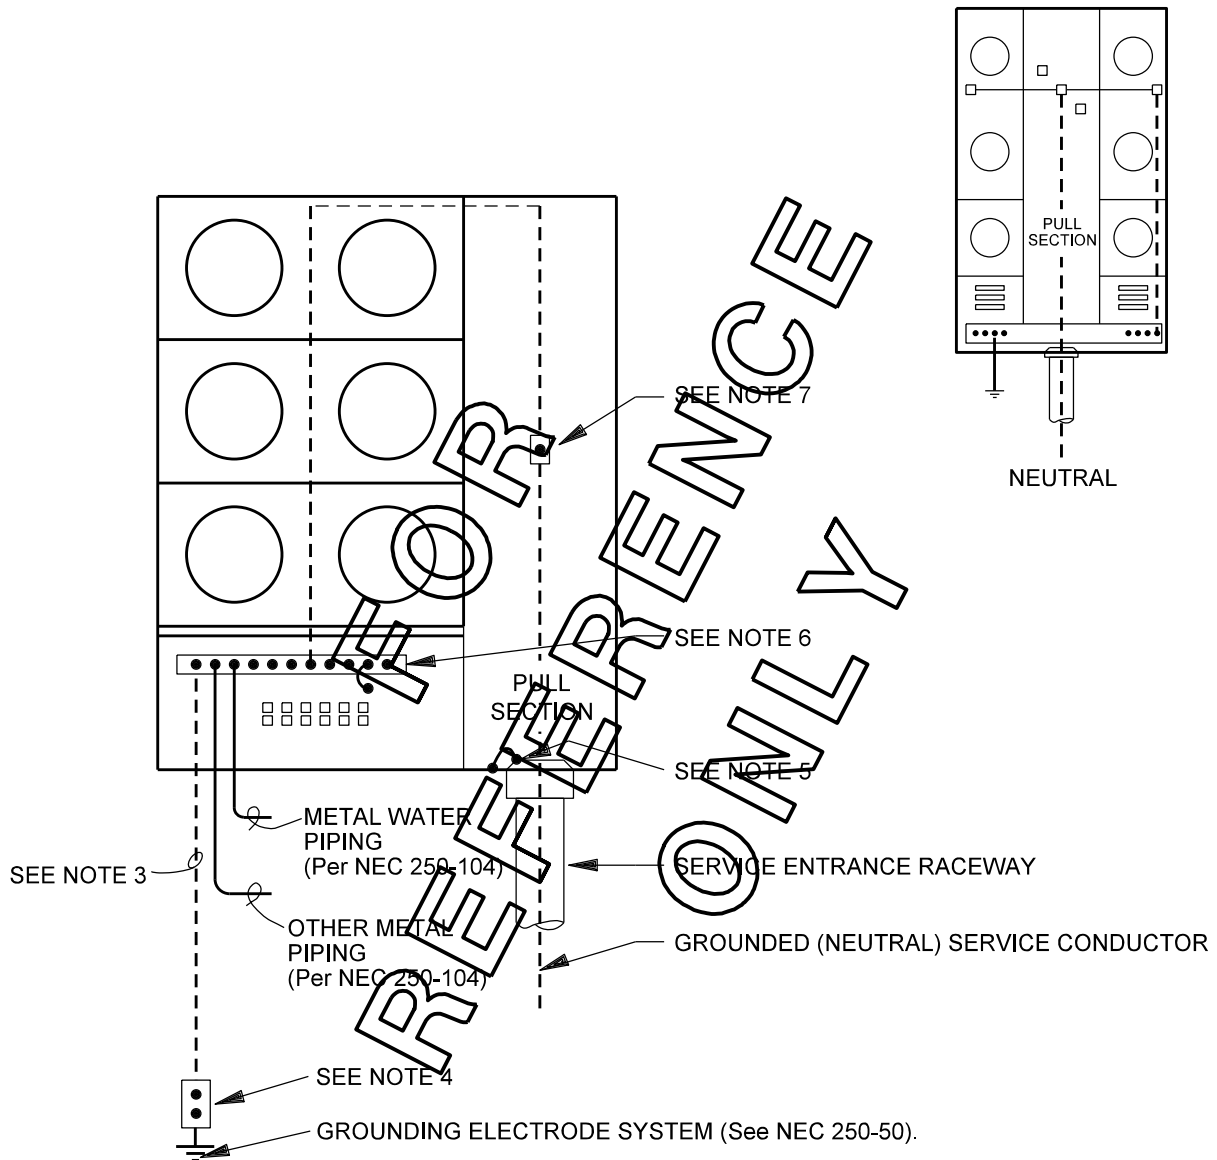 PULL
SECTION
NEUTRAL
SEE NOTE 7
SEE NOTE 6
PULL
SECTION
SEE NOTE 5
METAL WATER
PIPING
(Per NEC 250-104)
SEE NOTE 3
SERVICE ENTRANCE RACEWAY
OTHER METAL
PIPING
(Per NEC 250-104)
GROUNDED (NEUTRAL) SERVICE CONDUCTOR
SEE NOTE 4
GROUNDING ELECTRODE SYSTEM (See NEC 250-50).
FOR
REFERENCE
ONLY